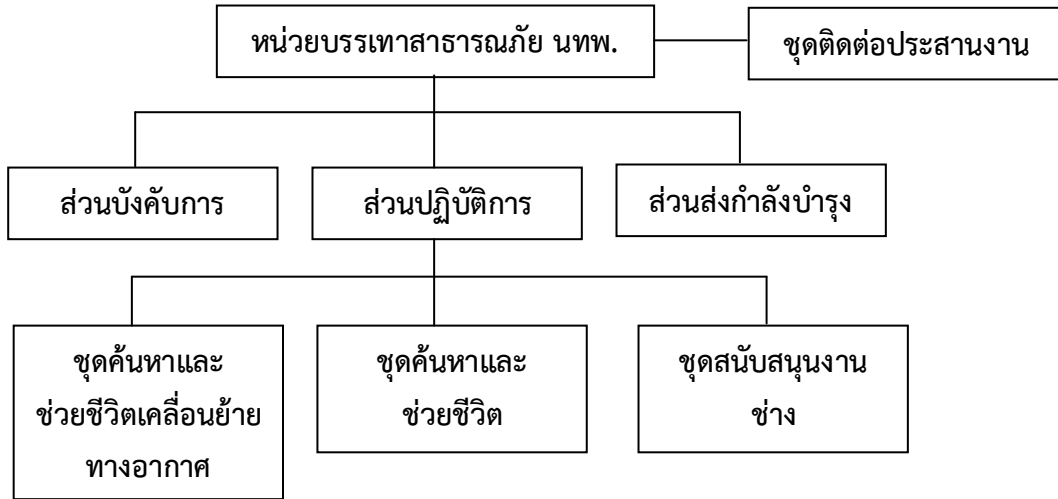 หน่วยบรรเทาสาธารณภัย นทพ.
ชุดติดต่อประสานงาน
ส่วนบังคับการ
ส่วนปฏิบัติการ
ส่วนส่งกำลังบำรุง
ชุดค้นหาและ
ช่วยชีวิตเคลื่อนย้าย
ทางอากาศ
ชุดค้นหาและ
ช่วยชีวิต
ชุดสนับสนุนงาน
ช่าง